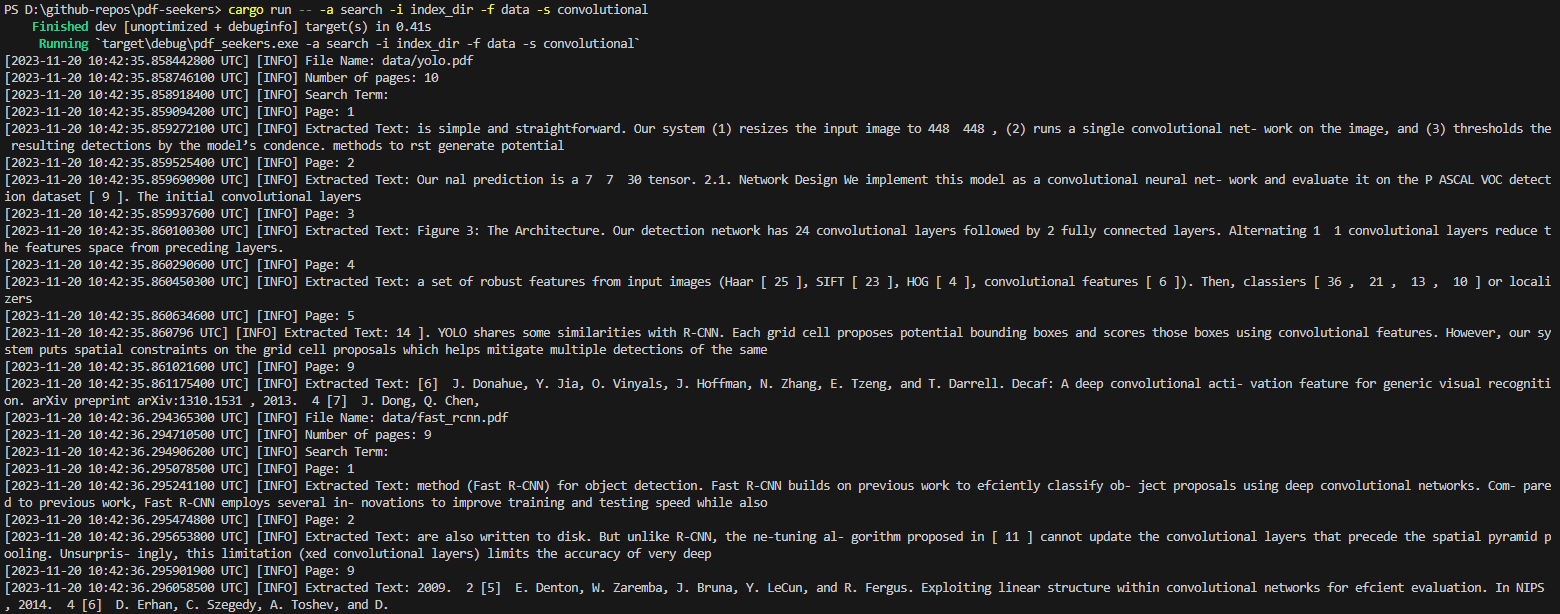 PS D:\github-repos\pdf-seekers> cargo run -- -a search -i index_dir -f data -s convolutional
    Finished dev [unoptimized + debuginfo] target(s) in 0.41s
     Running `target\debug\pdf_seekers.exe -a search -i index_dir -f data -s convolutional`
[2023-11-20 10:42:35.858442800 UTC] [INFO] File Name: data/yolo.pdf
[2023-11-20 10:42:35.858746100 UTC] [INFO] Number of pages: 10
[2023-11-20 10:42:35.858918400 UTC] [INFO] Search Term:
[2023-11-20 10:42:35.859094200 UTC] [INFO] Page: 1
[2023-11-20 10:42:35.859272100 UTC] [INFO] Extracted Text: is simple and straightforward. Our system (1) resizes the input image to 448  448 , (2) runs a single convolutional net- work on the image, and (3) thresholds the
 resulting detections by the model’s condence. methods to rst generate potential
[2023-11-20 10:42:35.859525400 UTC] [INFO] Page: 2
[2023-11-20 10:42:35.859690900 UTC] [INFO] Extracted Text: Our nal prediction is a 7  7  30 tensor. 2.1. Network Design We implement this model as a convolutional neural net- work and evaluate it on the P ASCAL VOC detect
ion dataset [ 9 ]. The initial convolutional layers
[2023-11-20 10:42:35.859937600 UTC] [INFO] Page: 3
[2023-11-20 10:42:35.860100300 UTC] [INFO] Extracted Text: Figure 3: The Architecture. Our detection network has 24 convolutional layers followed by 2 fully connected layers. Alternating 1  1 convolutional layers reduce t
he features space from preceding layers.
[2023-11-20 10:42:35.860290600 UTC] [INFO] Page: 4
[2023-11-20 10:42:35.860450300 UTC] [INFO] Extracted Text: a set of robust features from input images (Haar [ 25 ], SIFT [ 23 ], HOG [ 4 ], convolutional features [ 6 ]). Then, classiers [ 36 ,  21 ,  13 ,  10 ] or locali
zers
[2023-11-20 10:42:35.860634600 UTC] [INFO] Page: 5
[2023-11-20 10:42:35.860796 UTC] [INFO] Extracted Text: 14 ]. YOLO shares some similarities with R-CNN. Each grid cell proposes potential bounding boxes and scores those boxes using convolutional features. However, our sy
stem puts spatial constraints on the grid cell proposals which helps mitigate multiple detections of the same
[2023-11-20 10:42:35.861021600 UTC] [INFO] Page: 9
[2023-11-20 10:42:35.861175400 UTC] [INFO] Extracted Text: [6]  J. Donahue, Y. Jia, O. Vinyals, J. Hoffman, N. Zhang, E. Tzeng, and T. Darrell. Decaf: A deep convolutional acti- vation feature for generic visual recogniti
on. arXiv preprint arXiv:1310.1531 , 2013.  4 [7]  J. Dong, Q. Chen,
[2023-11-20 10:42:36.294365300 UTC] [INFO] File Name: data/fast_rcnn.pdf
[2023-11-20 10:42:36.294710500 UTC] [INFO] Number of pages: 9
[2023-11-20 10:42:36.294906200 UTC] [INFO] Search Term:
[2023-11-20 10:42:36.295078500 UTC] [INFO] Page: 1
[2023-11-20 10:42:36.295241100 UTC] [INFO] Extracted Text: method (Fast R-CNN) for object detection. Fast R-CNN builds on previous work to efciently classify ob- ject proposals using deep convolutional networks. Com- pare
d to previous work, Fast R-CNN employs several in- novations to improve training and testing speed while also
[2023-11-20 10:42:36.295474800 UTC] [INFO] Page: 2
[2023-11-20 10:42:36.295653800 UTC] [INFO] Extracted Text: are also written to disk. But unlike R-CNN, the ne-tuning al- gorithm proposed in [ 11 ] cannot update the convolutional layers that precede the spatial pyramid p
ooling. Unsurpris- ingly, this limitation (xed convolutional layers) limits the accuracy of very deep
[2023-11-20 10:42:36.295901900 UTC] [INFO] Page: 9
[2023-11-20 10:42:36.296058500 UTC] [INFO] Extracted Text: 2009.  2 [5]  E. Denton, W. Zaremba, J. Bruna, Y. LeCun, and R. Fergus. Exploiting linear structure within convolutional networks for efcient evaluation. In NIPS
, 2014.  4 [6]  D. Erhan, C. Szegedy, A. Toshev, and D.